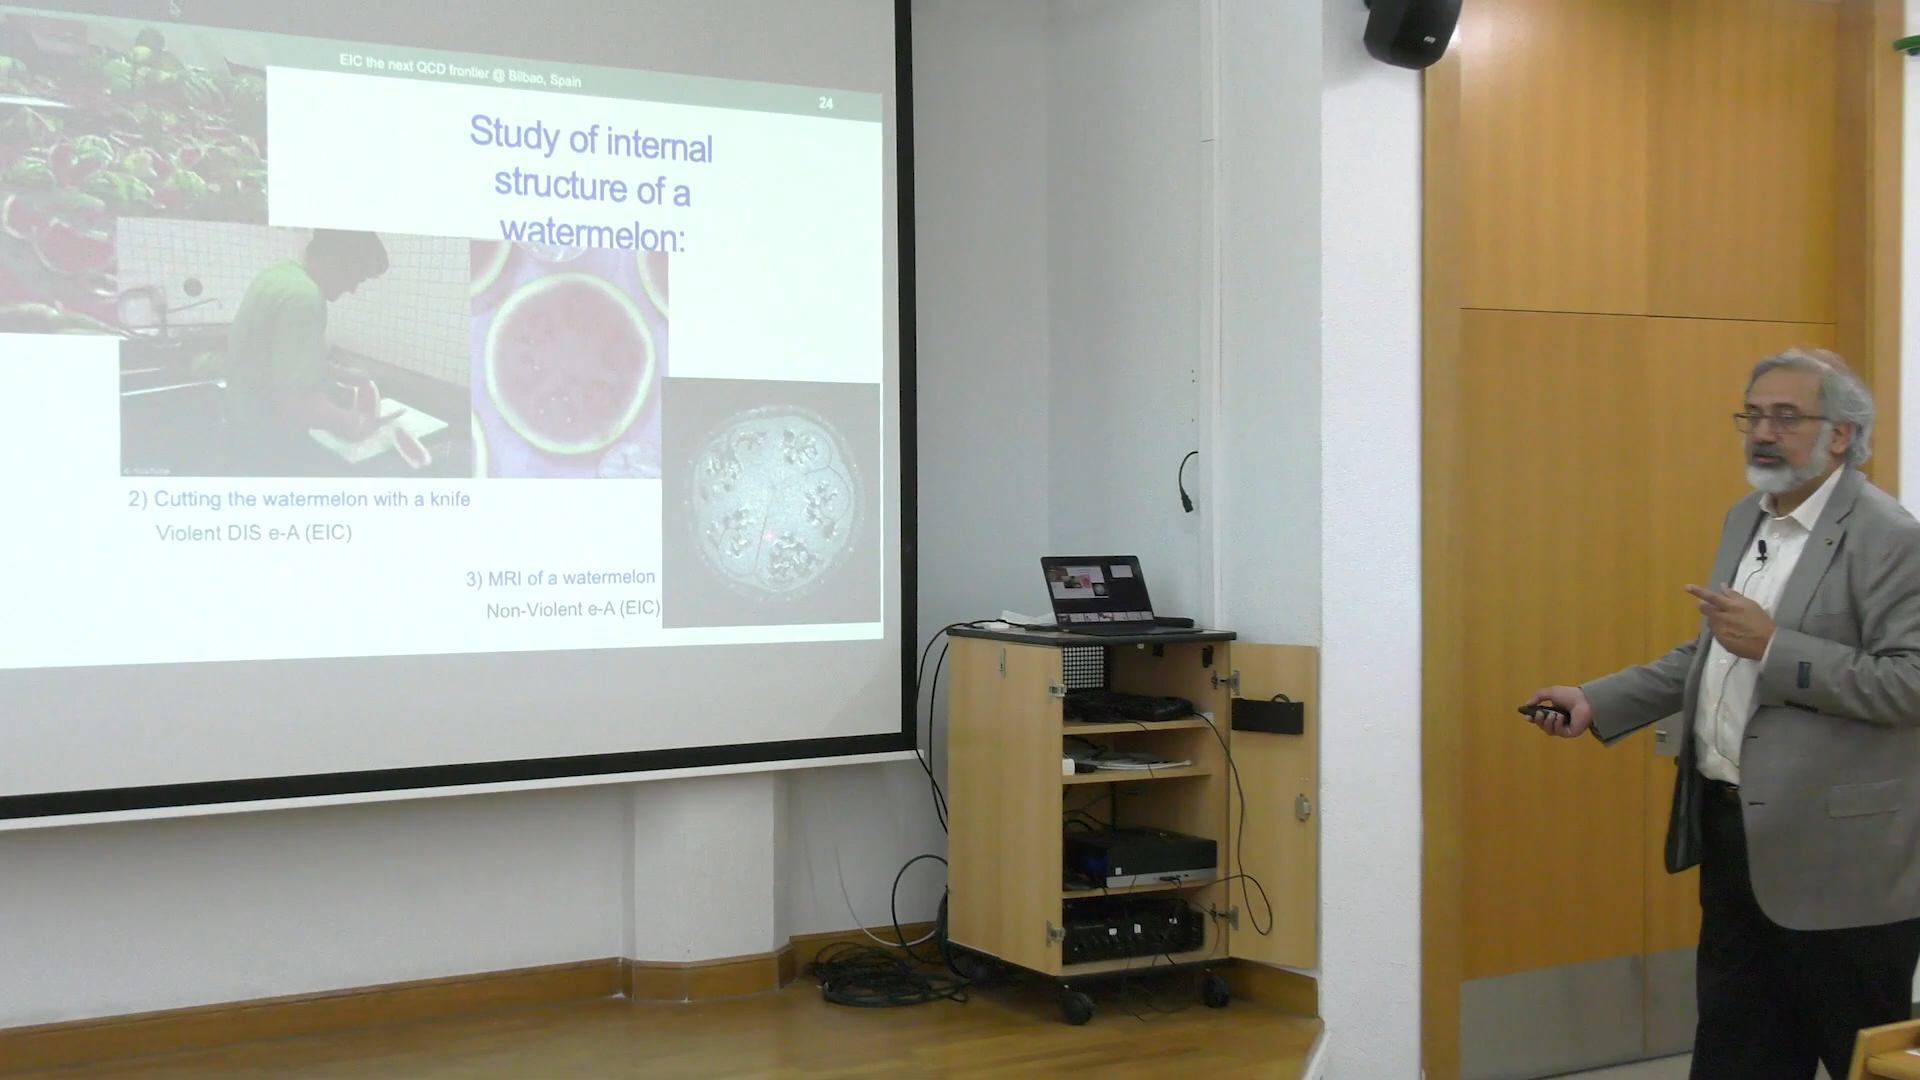 EIC the next QCD frontier @ Bilbao, Spain
24
Study of internal
structure of a
watermelon:
2) Cutting the watermelon with a knife
Violent DIS e-A (EIC)
3) MRI of a watermelon
Non-Violent e-A (EIC)